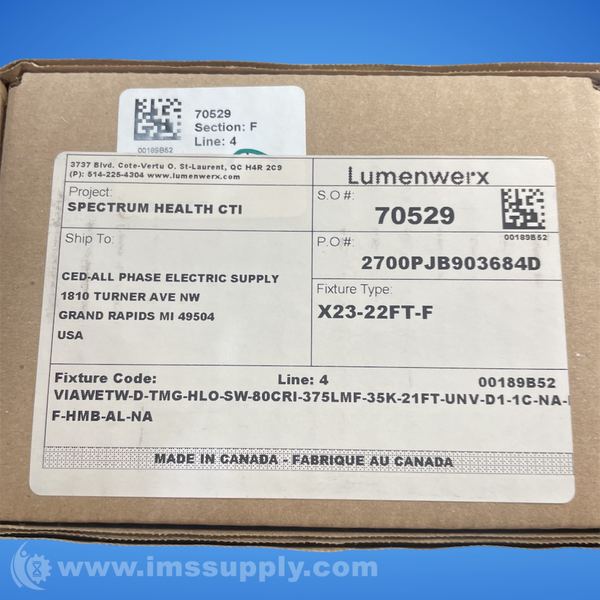 70529
Section: F
Line: 4
00189B52
3737 Blvd. Cote-Vertu O. St-Laurent, QC H4R 2C9
(P): 514-225-4304 www.lumenwerx.com
Lumenwerx
Project:
SPECTRUM HEALTH CTI
S.O#:
70529
00189B52
Ship To:
CED-ALL PHASE ELECTRIC SUPPLY
1810 TURNER AVE NW
GRAND RAPIDS MI 49504
USA
P.O#:
2700PJB903684D
Fixture Type:
X23-22FT-F
Fixture Code: Line: 4 00189B52
VIAWETW-D-TMG-HLO-SW-80CRI-375LMF-35K-21FT-UNV-D1-1C-NA-
F-HMB-AL-NA
MADE IN CANADA - FABRIQUE AU CANADA
www.imssupply.com